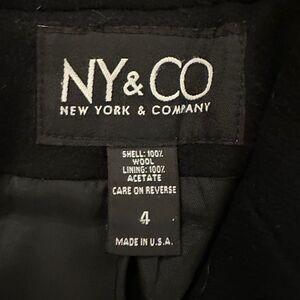 NY&CO
NEW YORK & COMPANY
SHELL: 100%
WOOL
LINING: 100%
ACETATE
CARE ON REVERSE
4
MADE IN U.S.A.